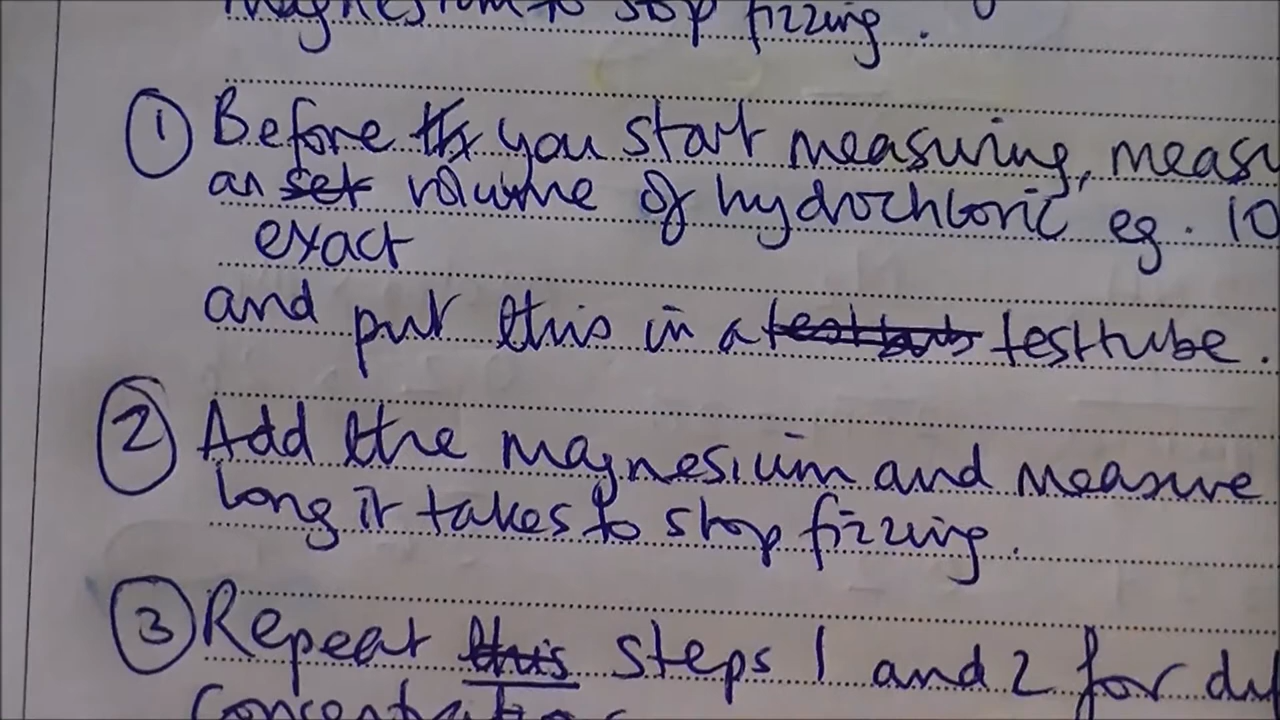 magnesium to stop fizzing.
① Before you start measuring, measu
an volume of hydrochloric eg. 10
exact
and put this in a testtube.
② Add the magnesium and measure
long it takes to stop fizzing.
③ Repeat this steps 1 and 2 for